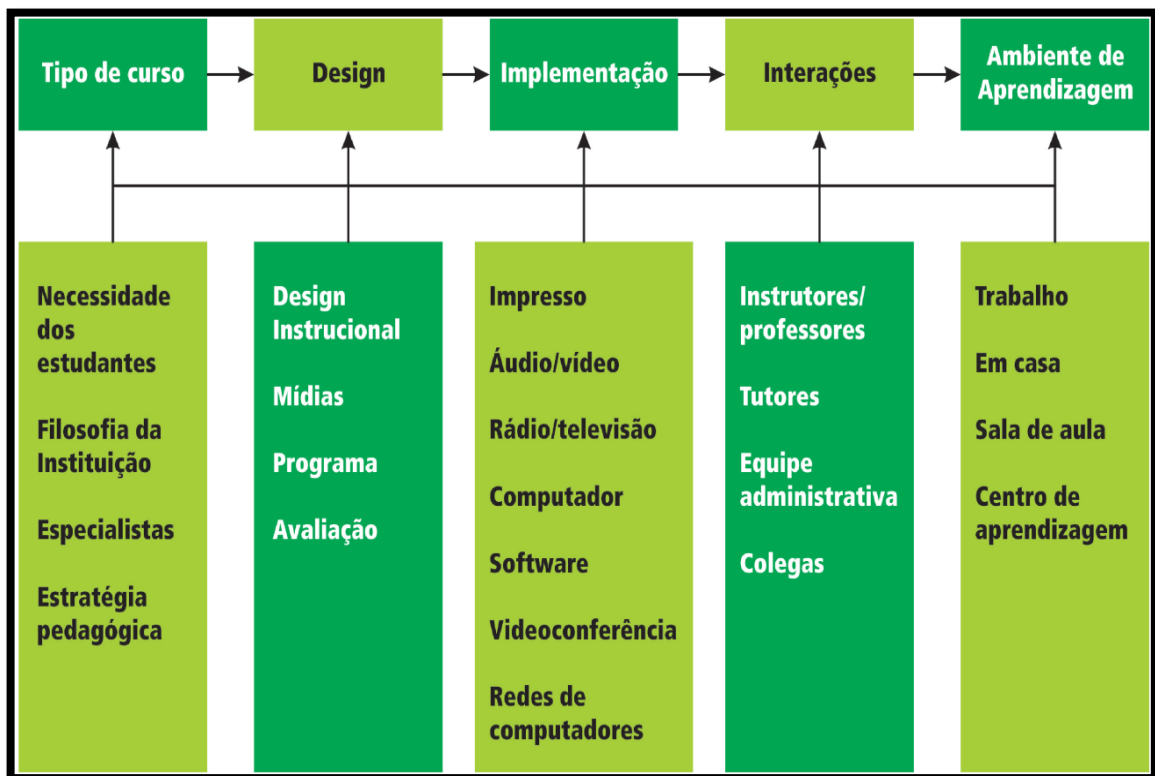 Tipo de curso
Design
Implementação
Interações
Ambiente de
Aprendizagem
Necessidade
dos
estudantes
Filosofia da
Instituição
Especialistas
Estratégia
pedagógica
Design
Instrucional
Mídias
Programa
Avaliação
Impresso
Áudio/vídeo
Rádio/televisão
Computador
Software
Videoconferência
Redes de
computadores
Instrutores/
professores
Tutores
Equipe
administrativa
Colegas
Trabalho
Em casa
Sala de aula
Centro de
aprendizagem